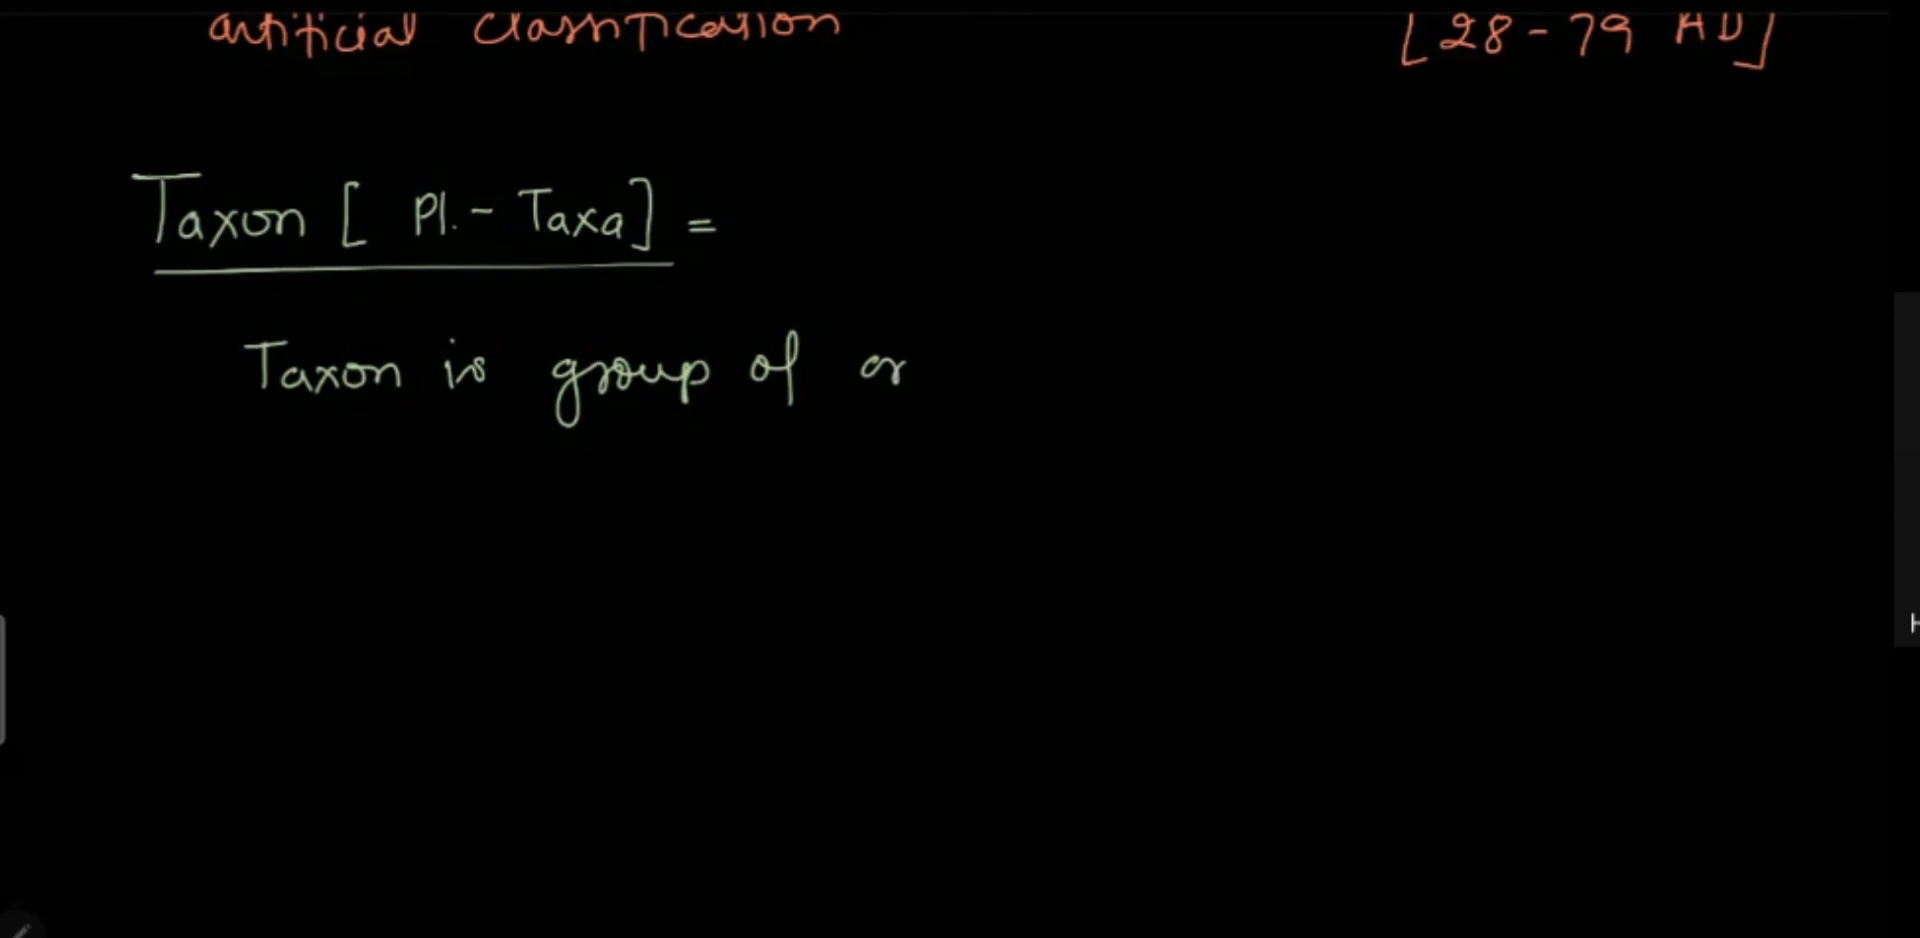 artificial classification [28-79 AD]
Taxon [ Pl. - Taxa] =
Taxon is group of or
H